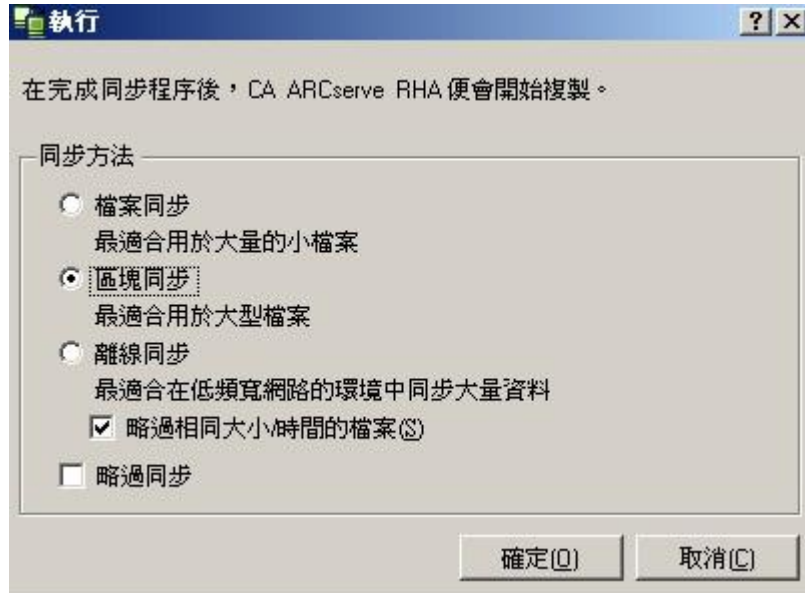 執行
在完成同步程序後，CA ARCserve RHA 便會開始複製。
同步方法
檔案同步
最適合用於大量的小檔案
區塊同步
最適合用於大型檔案
離線同步
最適合在低頻寬網路的環境中同步大量資料
略過相同大小/時間的檔案(S)
略過同步
確定(O) 取消(C)